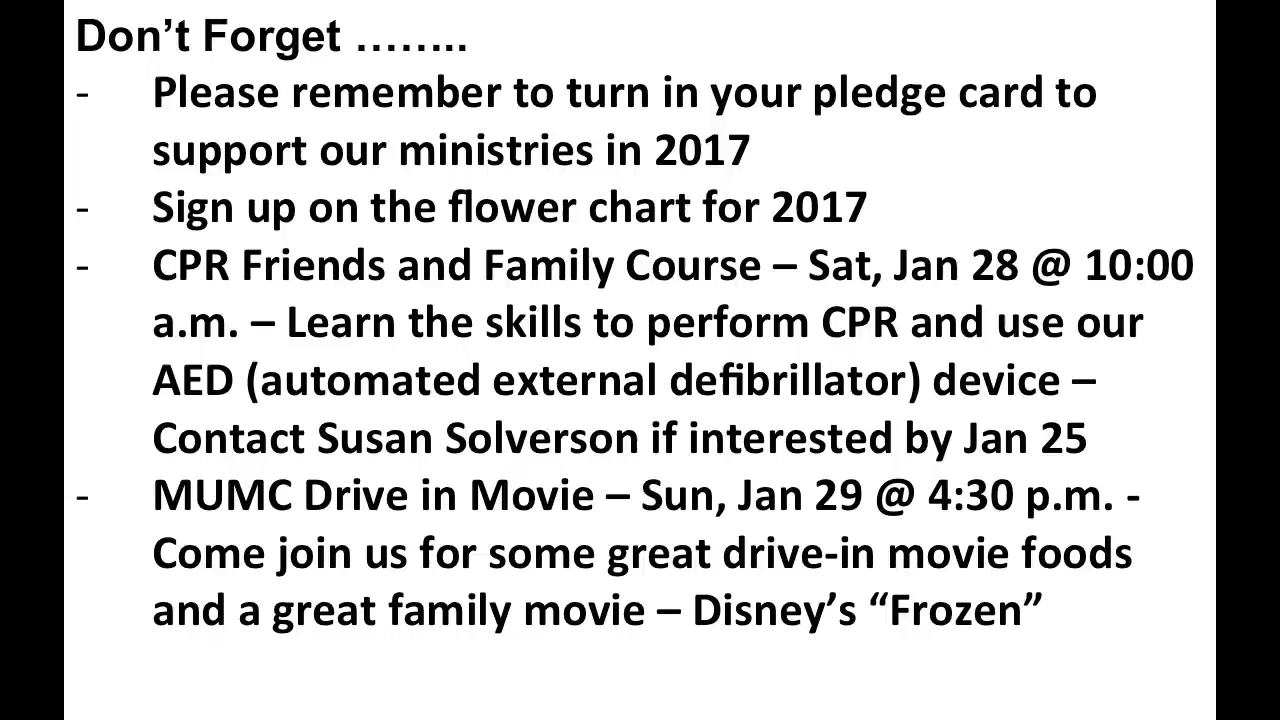 Don’t Forget ……..
- Please remember to turn in your pledge card to
support our ministries in 2017
- Sign up on the flower chart for 2017
- CPR Friends and Family Course – Sat, Jan 28 @ 10:00
a.m. – Learn the skills to perform CPR and use our
AED (automated external defibrillator) device –
Contact Susan Solverson if interested by Jan 25
- MUMC Drive in Movie – Sun, Jan 29 @ 4:30 p.m. -
Come join us for some great drive-in movie foods
and a great family movie – Disney’s “Frozen”